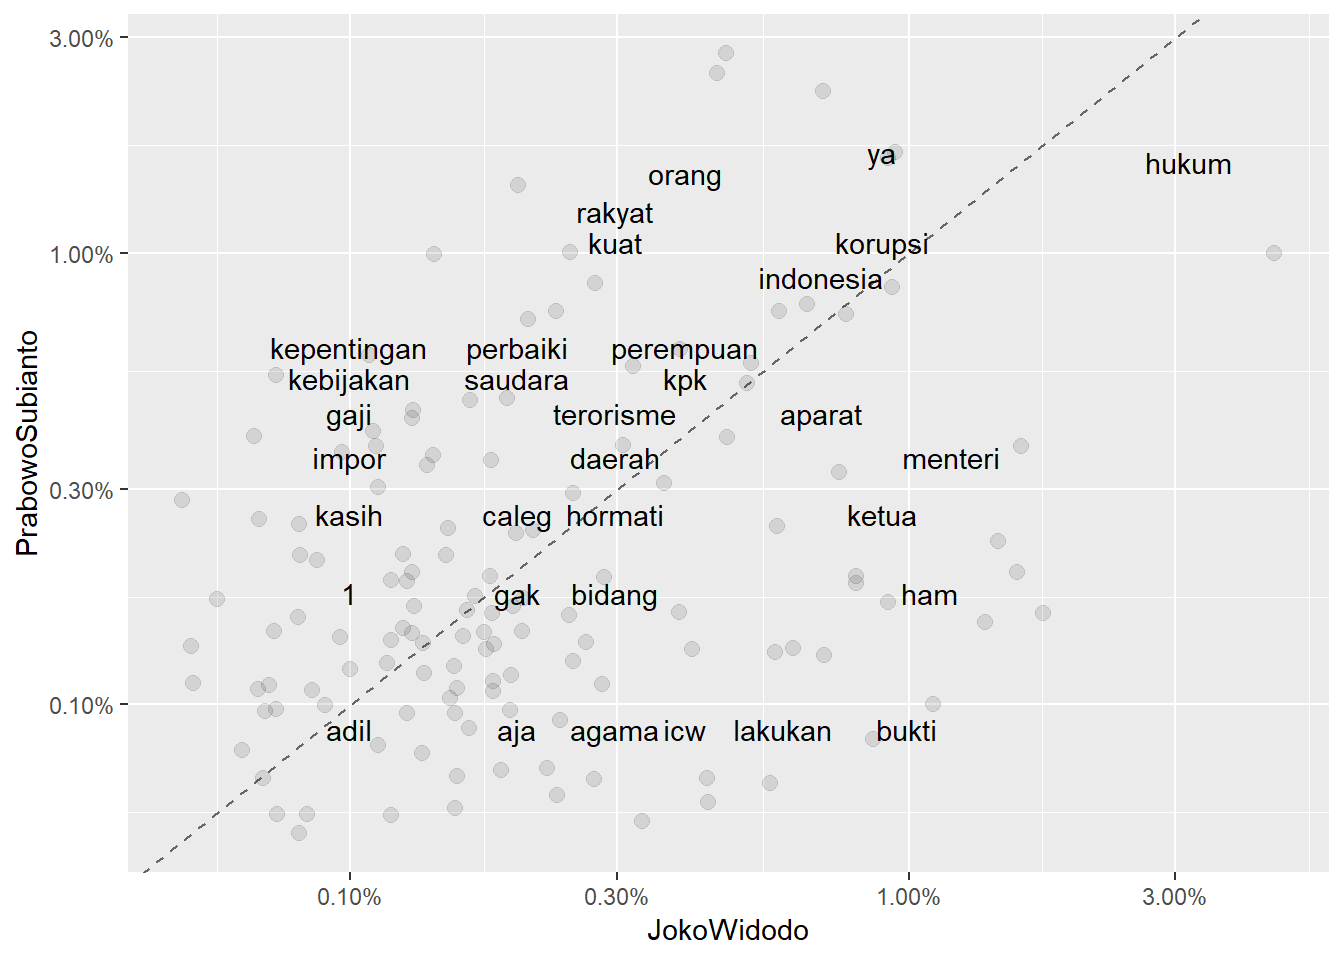 3.00%
ya
hukum
orang
rakyat
kuat
korupsi
1.00%
indonesia
kepentingan
perbaiki
perempuan
kebijakan
saudara
kpk
gaji
terorisme
aparat
impor
daerah
menteri
0.30%
kasih
caleg
hormati
ketua
1
gak
bidang
ham
0.10%
adil
aja
agama
icw
lakukan
bukti
PrabowoSubianto
0.10%
0.30%
1.00%
3.00%
JokoWidodo